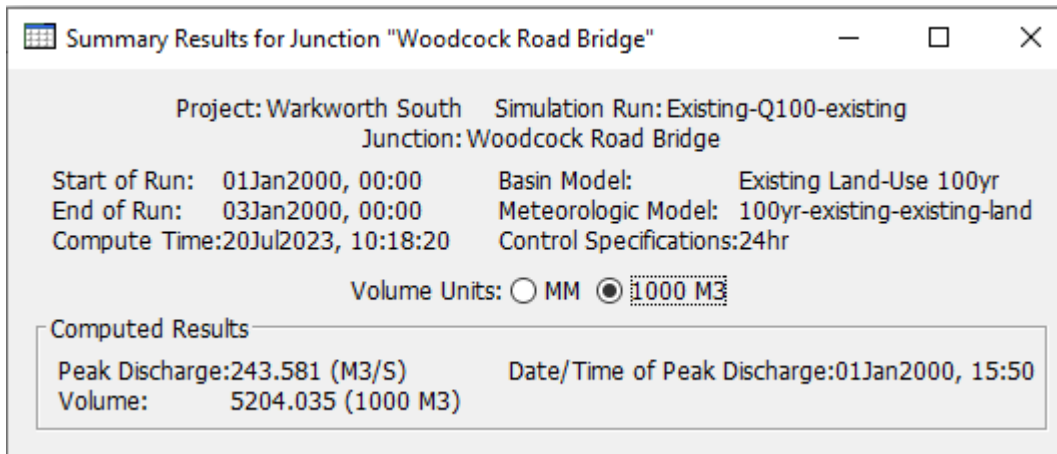 Summary Results for Junction "Woodcock Road Bridge"
Project: Warkworth South Simulation Run: Existing-Q100-existing
Junction: Woodcock Road Bridge
Start of Run: 01Jan2000, 00:00 Basin Model: Existing Land-Use 100yr
End of Run: 03Jan2000, 00:00 Meteorologic Model: 100yr-existing-existing-land
Compute Time:20Jul2023, 10:18:20 Control Specifications:24hr
Volume Units: MM 1000 M3
Computed Results
Peak Discharge:243.581 (M3/S) Date/Time of Peak Discharge:01Jan2000, 15:50
Volume: 5204.035 (1000 M3)